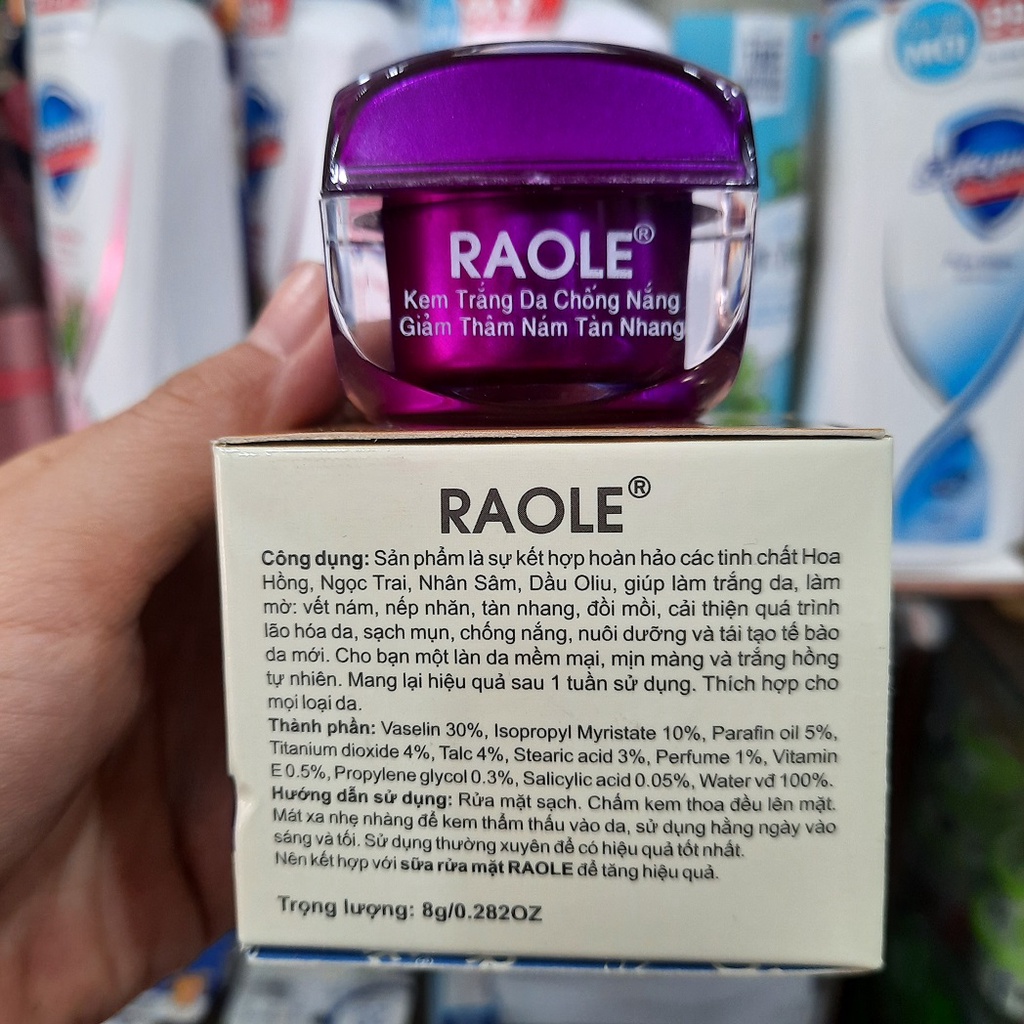 MỚI
99
RAOLE®
Kem Trắng Da Chống Nắng
Giảm Thâm Nám Tàn Nhang
RAOLE®
Công dụng: Sản phẩm là sự kết hợp hoàn hảo các tinh chất Hoa
Hồng, Ngọc Trai, Nhân Sâm, Dầu Oliu, giúp làm trắng da, làm
mờ: vết nám, nếp nhăn, tàn nhang, đồi mồi, cải thiện quá trình
lão hóa da, sạch mụn, chống nắng, nuôi dưỡng và tái tạo tế bào
da mới. Cho bạn một làn da mềm mại, mịn màng và trắng hồng
tự nhiên. Mang lại hiệu quả sau 1 tuần sử dụng. Thích hợp cho
mọi loại da.
Thành phần: Vaselin 30%, Isopropyl Myristate 10%, Parafin oil 5%,
Titanium dioxide 4%, Talc 4%, Stearic acid 3%, Perfume 1%, Vitamin
E 0.5%, Propylene glycol 0.3%, Salicylic acid 0.05%, Water vđ 100%.
Hướng dẫn sử dụng: Rửa mặt sạch. Chấm kem thoa đều lên mặt.
Mát xa nhẹ nhàng để kem thẩm thấu vào da, sử dụng hằng ngày vào
sáng và tối. Sử dụng thường xuyên để có hiệu quả tốt nhất.
Nên kết hợp với sữa rửa mặt RAOLE để tăng hiệu quả.
Trọng lượng: 8g/0.282OZ